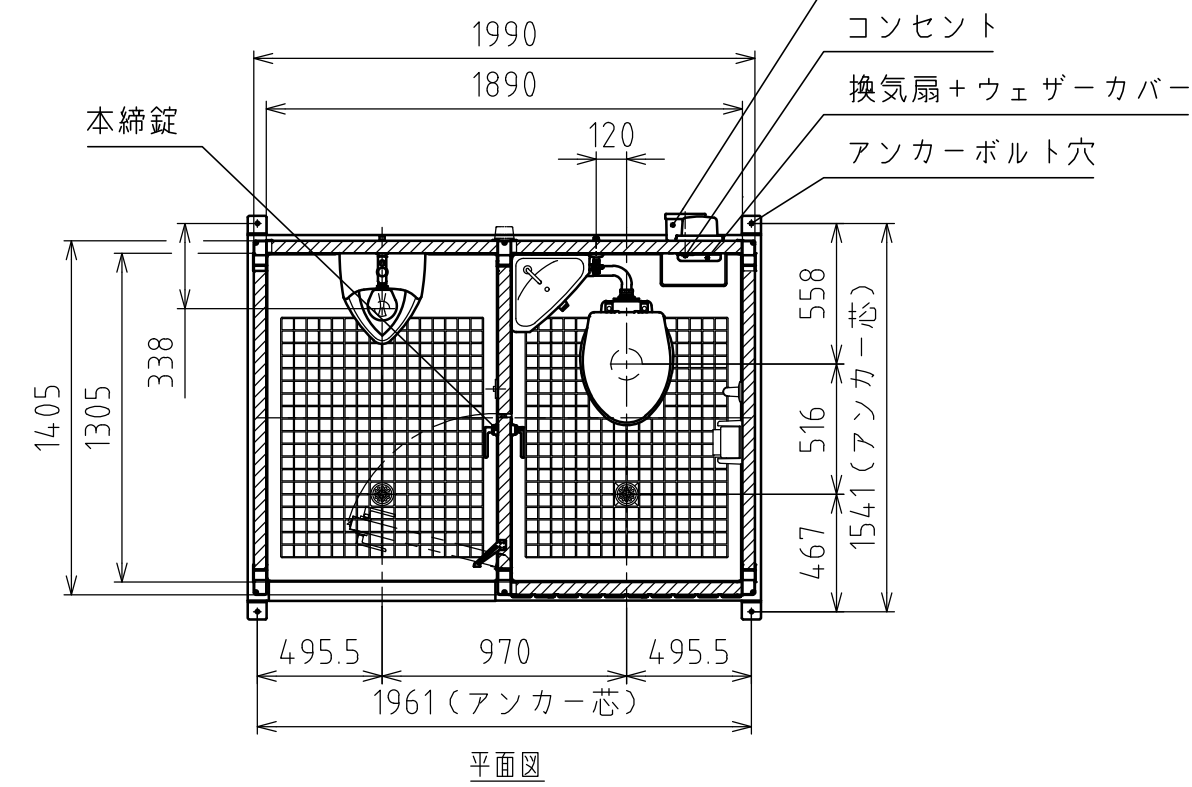 コンセント
1990
1890
換気扇+ウェザーカバー
本締錠
120
アンカーボルト穴
558
338
1405
1305
516
1541(アンカー芯)
467
495.5
970
495.5
1961(アンカー芯)
平面図